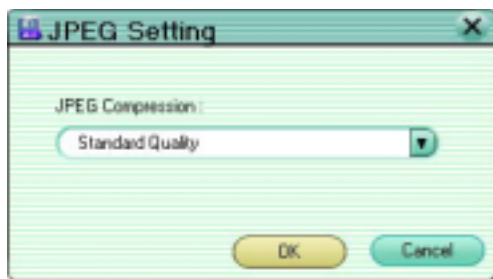 JPEG Setting
JPEG Compression :
Standard Quality
OK
Cancel